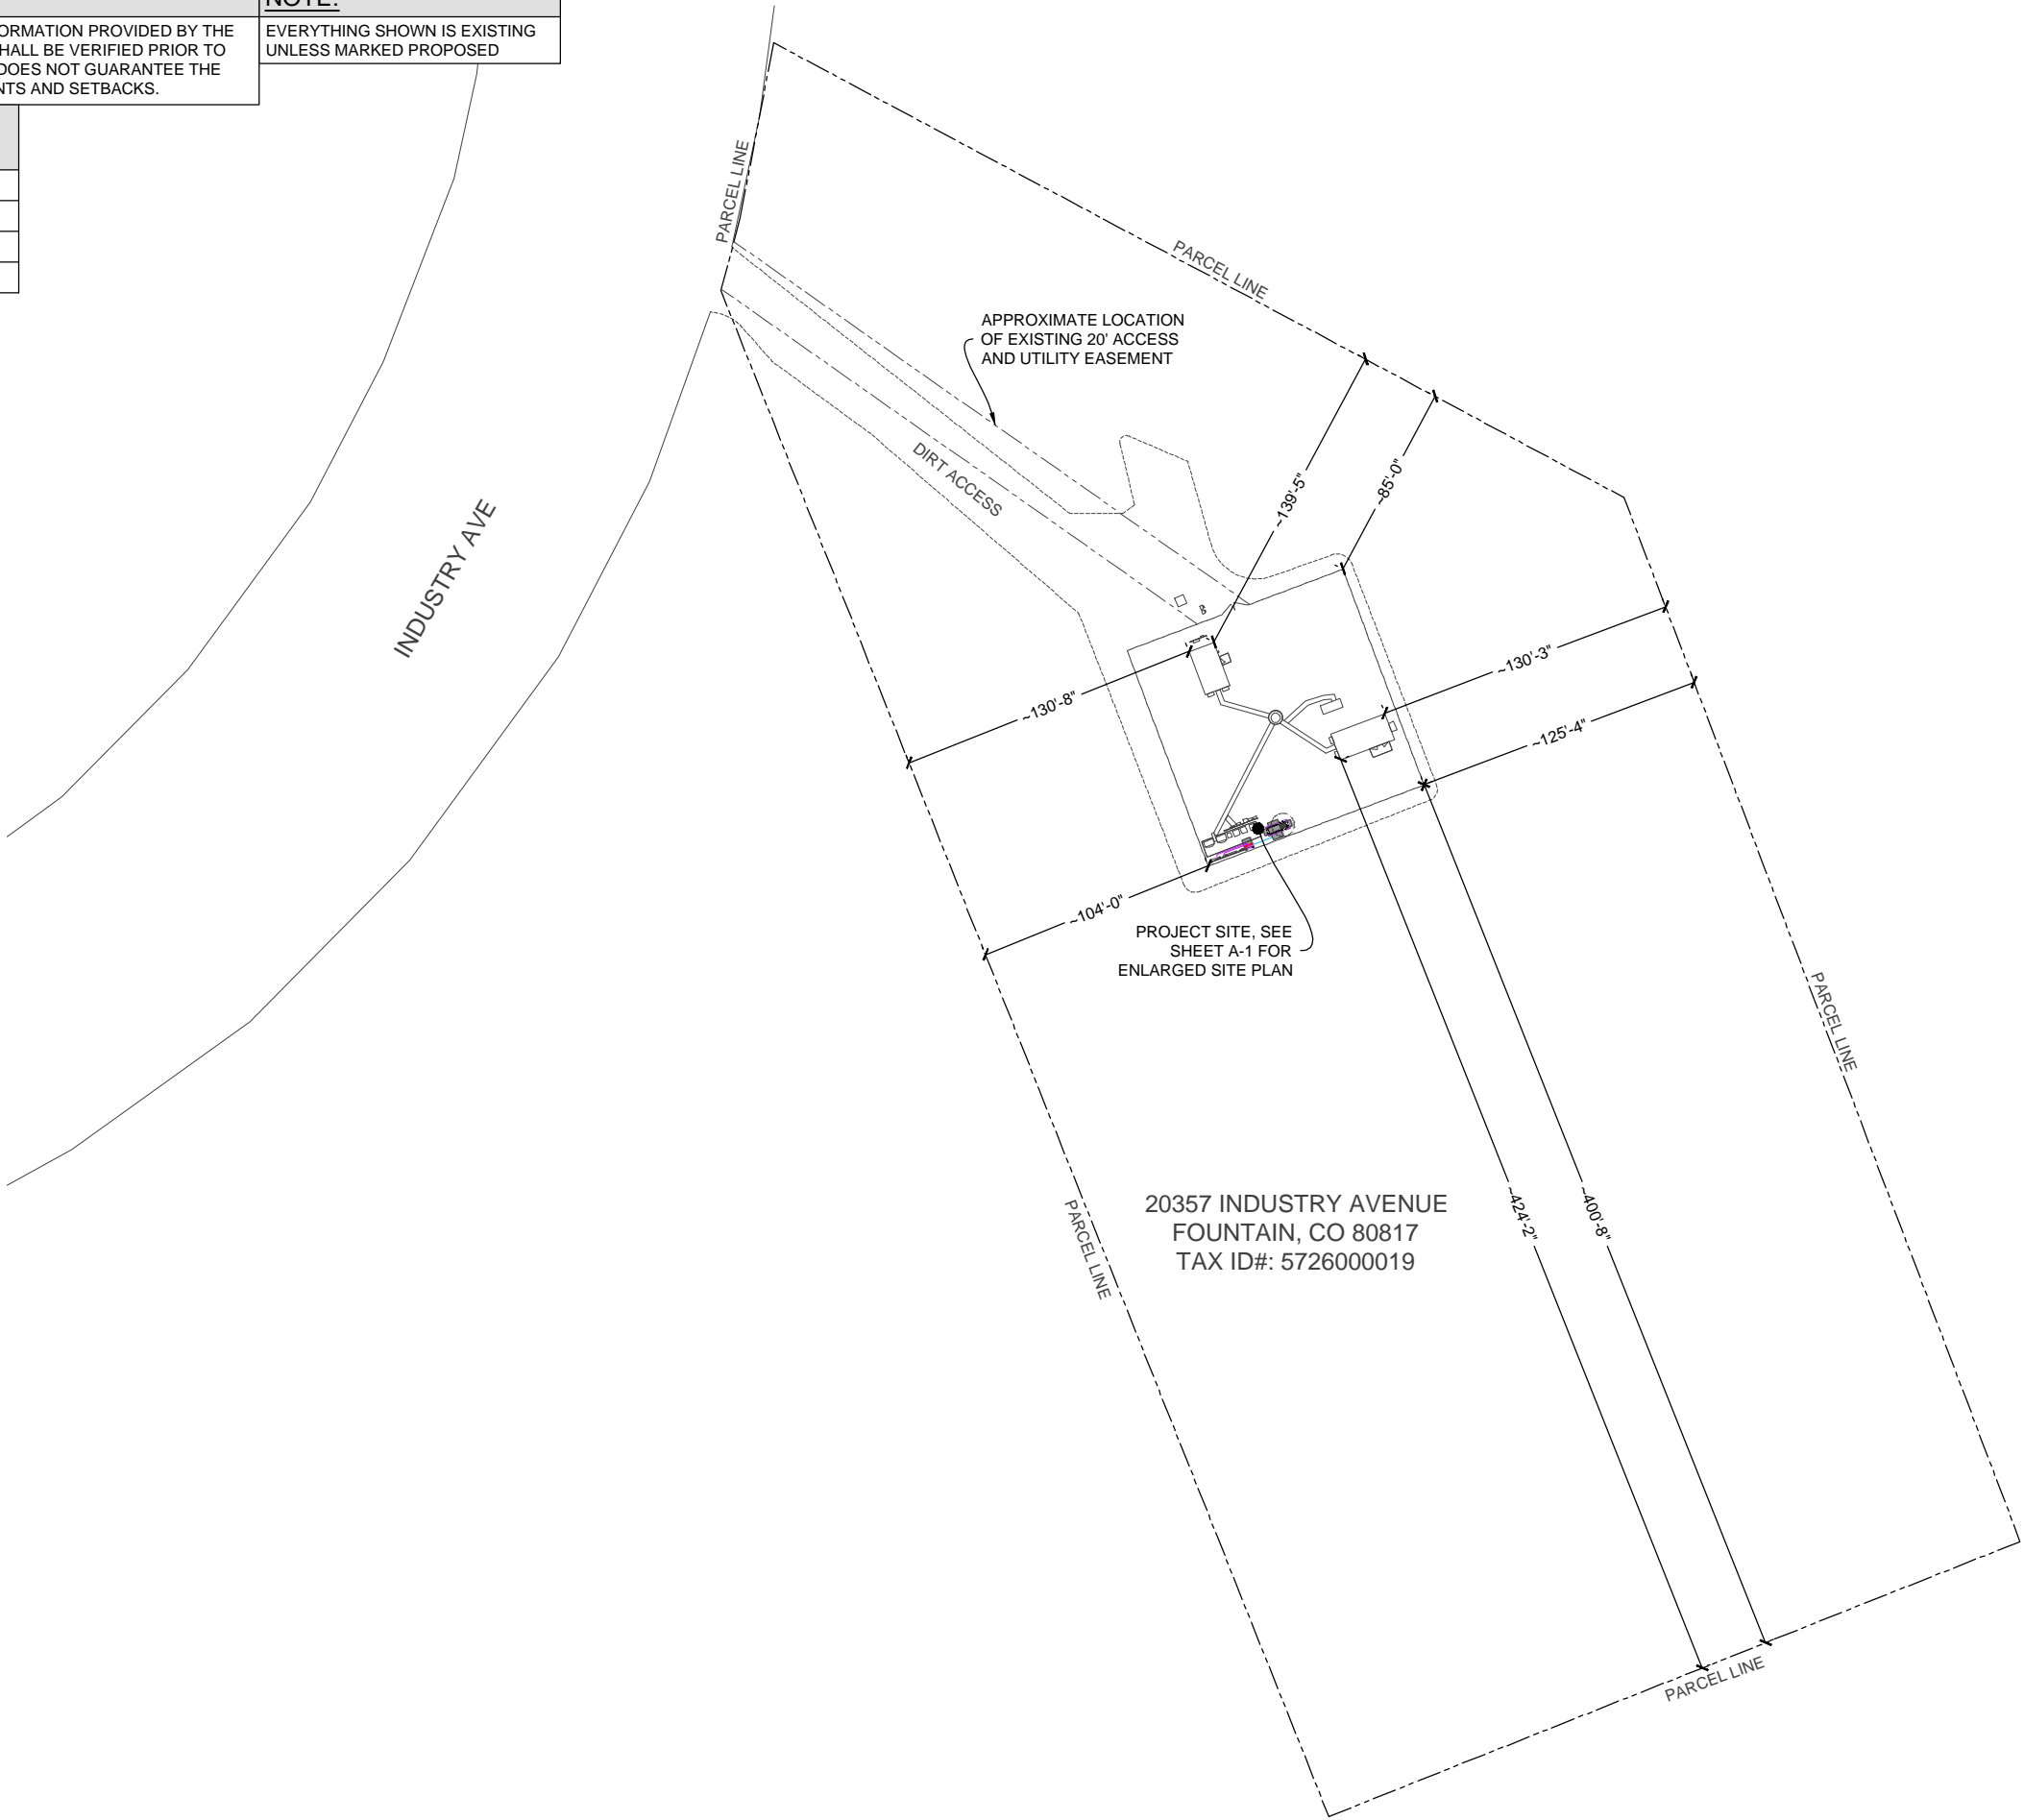 NOTE:
ORMATION PROVIDED BY THE
HALL BE VERIFIED PRIOR TO
DOES NOT GUARANTEE THE
NTS AND SETBACKS.
EVERYTHING SHOWN IS EXISTING
UNLESS MARKED PROPOSED
PARCEL LINE
PARCEL LINE
APPROXIMATE LOCATION
OF EXISTING 20' ACCESS
AND UTILITY EASEMENT
DIRT ACCESS
INDUSTRY AVE
~139'-5"
~85'-0"
~130'-3"
~130'-8"
~125'-4"
~104'-0"
PROJECT SITE, SEE
SHEET A-1 FOR
ENLARGED SITE PLAN
PARCEL LINE
PARCEL LINE
20357 INDUSTRY AVENUE
FOUNTAIN, CO 80817
TAX ID#: 5726000019
~424'-2"
~400'-8"
PARCEL LINE